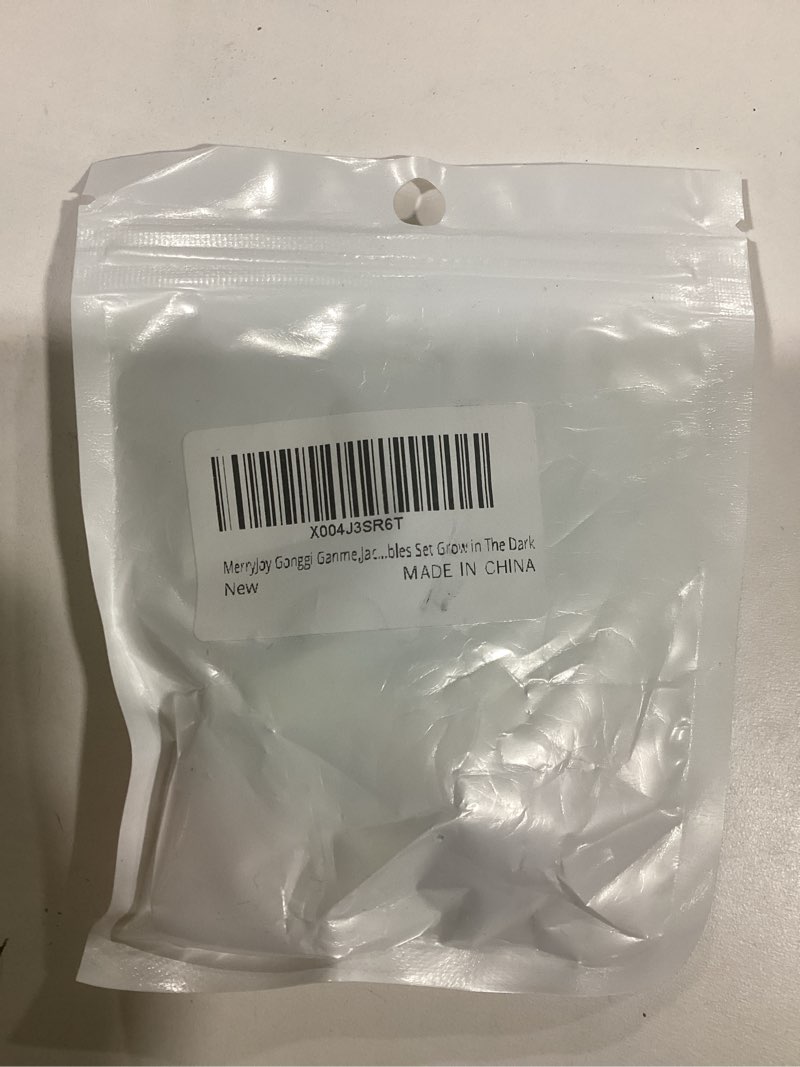 X004J3SR6T
MerryJoy Gonggi Ganme,Jac...bles Set Grow in The Dark
New MADE IN CHINA